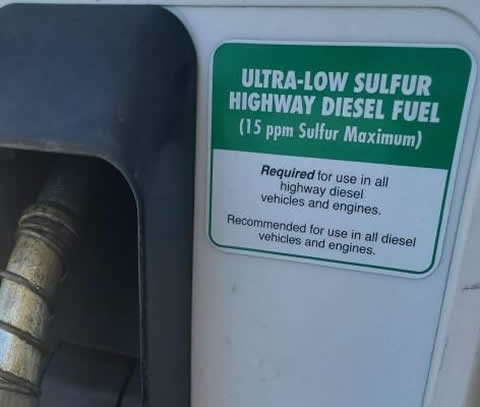 ULTRA-LOW SULFUR
HIGHWAY DIESEL FUEL
(15 ppm Sulfur Maximum)
Required for use in all
highway diesel
vehicles and engines.
Recommended for use in all diesel
vehicles and engines.